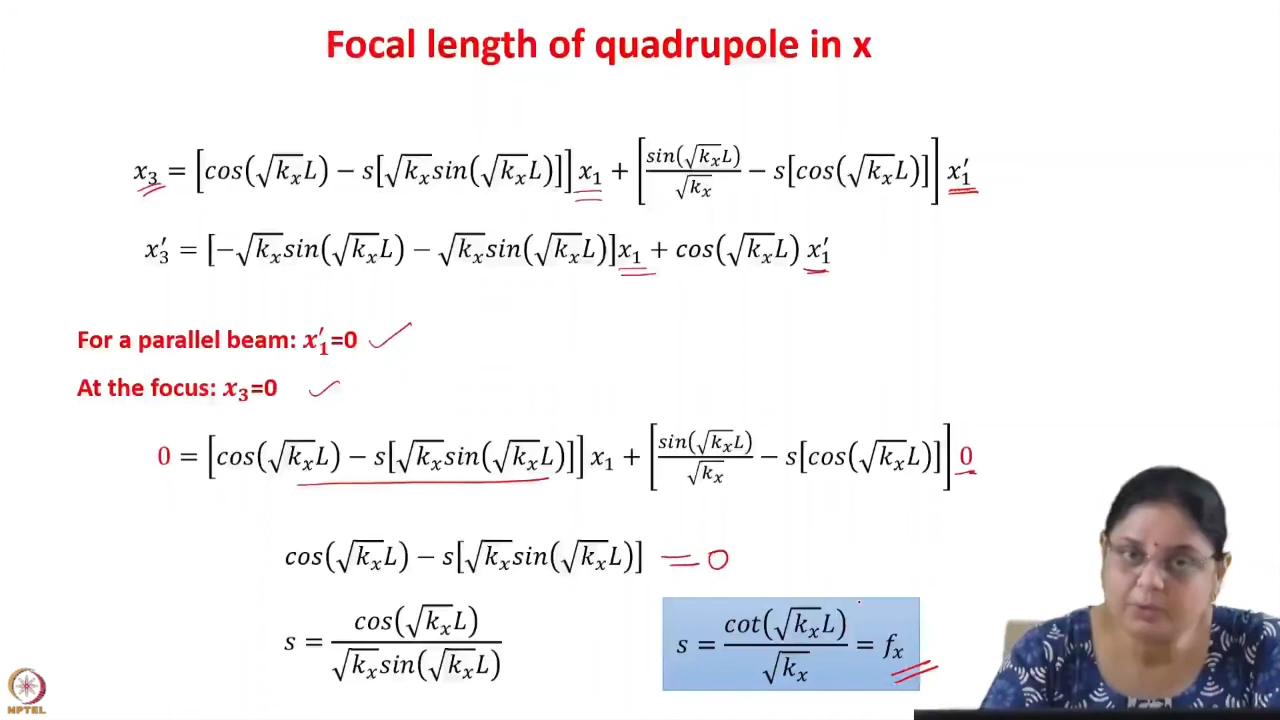 Focal length of quadrupole in x
x₃ = [cos(√kₓL) − s[√kₓsin(√kₓL)]] x₁ + [sin(√kₓL)/√kₓ − s[cos(√kₓL)]] x₁′
x₃′ = [−√kₓsin(√kₓL) − √kₓsin(√kₓL)]x₁ + cos(√kₓL) x₁′
For a parallel beam: x₁′=0
At the focus: x₃=0
0 = [cos(√kₓL) − s[√kₓsin(√kₓL)]] x₁ + [sin(√kₓL)/√kₓ − s[cos(√kₓL)]] 0
cos(√kₓL) − s[√kₓsin(√kₓL)] = 0
s = cos(√kₓL)/√kₓsin(√kₓL)
s = cot(√kₓL)/√kₓ = fₓ
NPTEL